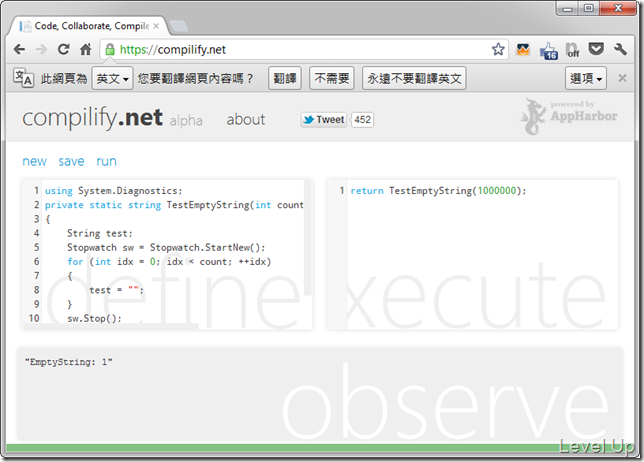 Code, Collaborate, Compile
https://compilify.net
16
off
此網頁為 英文 您要翻譯網頁內容嗎？ 翻譯 不需要 永遠不要翻譯英文 選項
compilify.net alpha about Tweet 452
powered by
AppHarbor
new save run
1 using System.Diagnostics;
2 private static string TestEmptyString(int count
3 {
4 String test;
5 Stopwatch sw = Stopwatch.StartNew();
6 for (int idx = 0; idx < count; ++idx)
7 {
8 test = "";
9 }
10 sw.Stop();
define
1 return TestEmptyString(1000000);
execute
"EmptyString: 1"
observe
Level Up